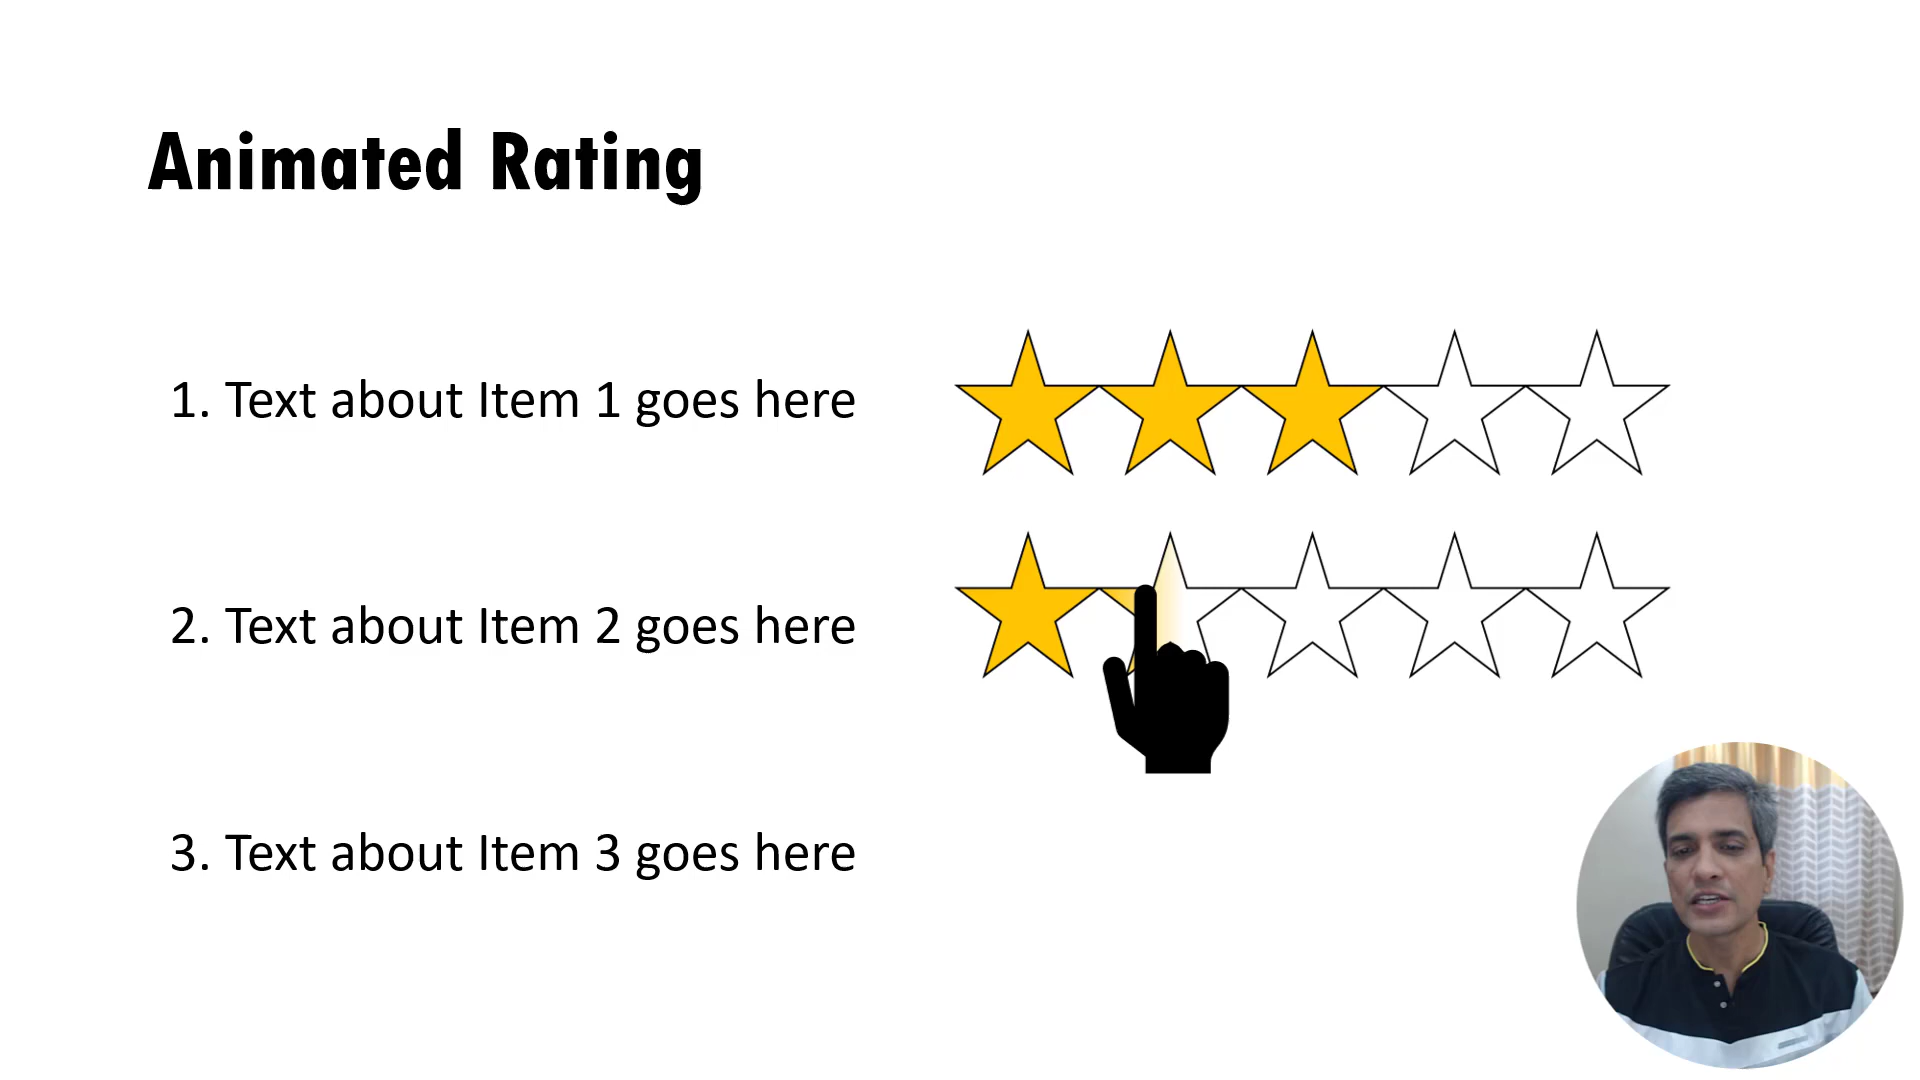 Animated Rating
1. Text about Item 1 goes here
2. Text about Item 2 goes here
3. Text about Item 3 goes here